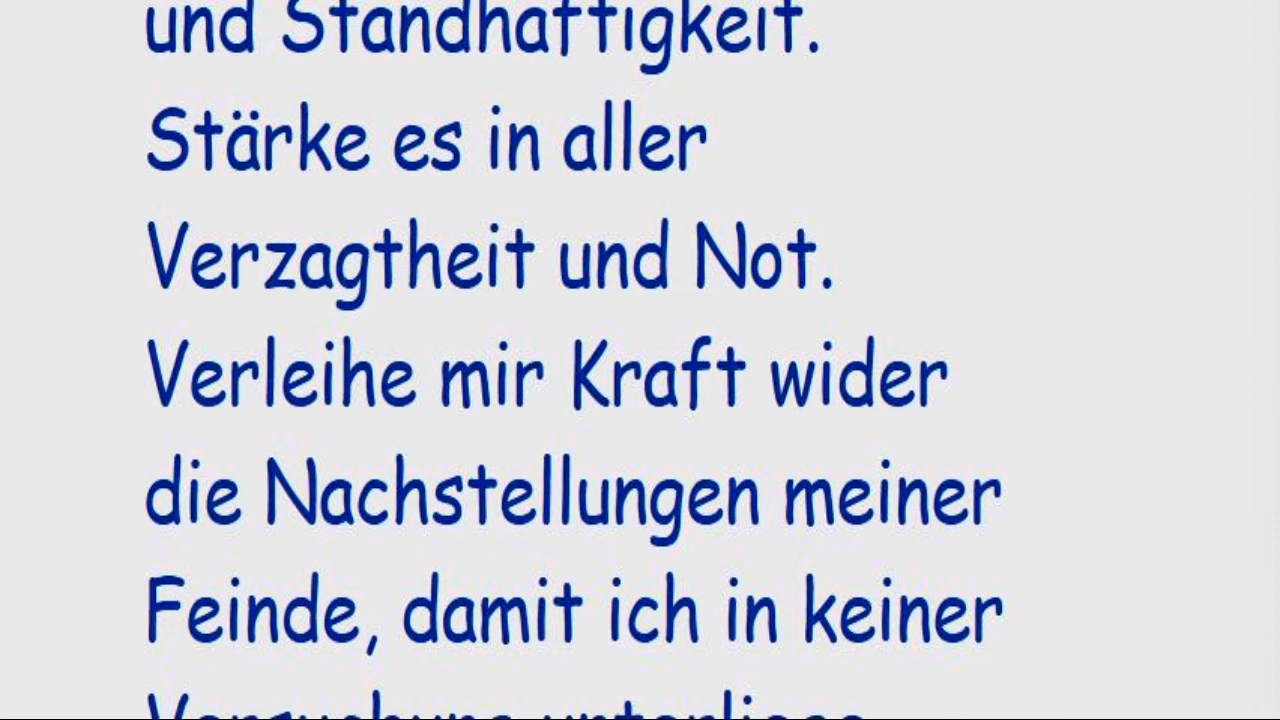 und Standhaftigkeit.
Stärke es in aller
Verzagtheit und Not.
Verleihe mir Kraft wider
die Nachstellungen meiner
Feinde, damit ich in keiner